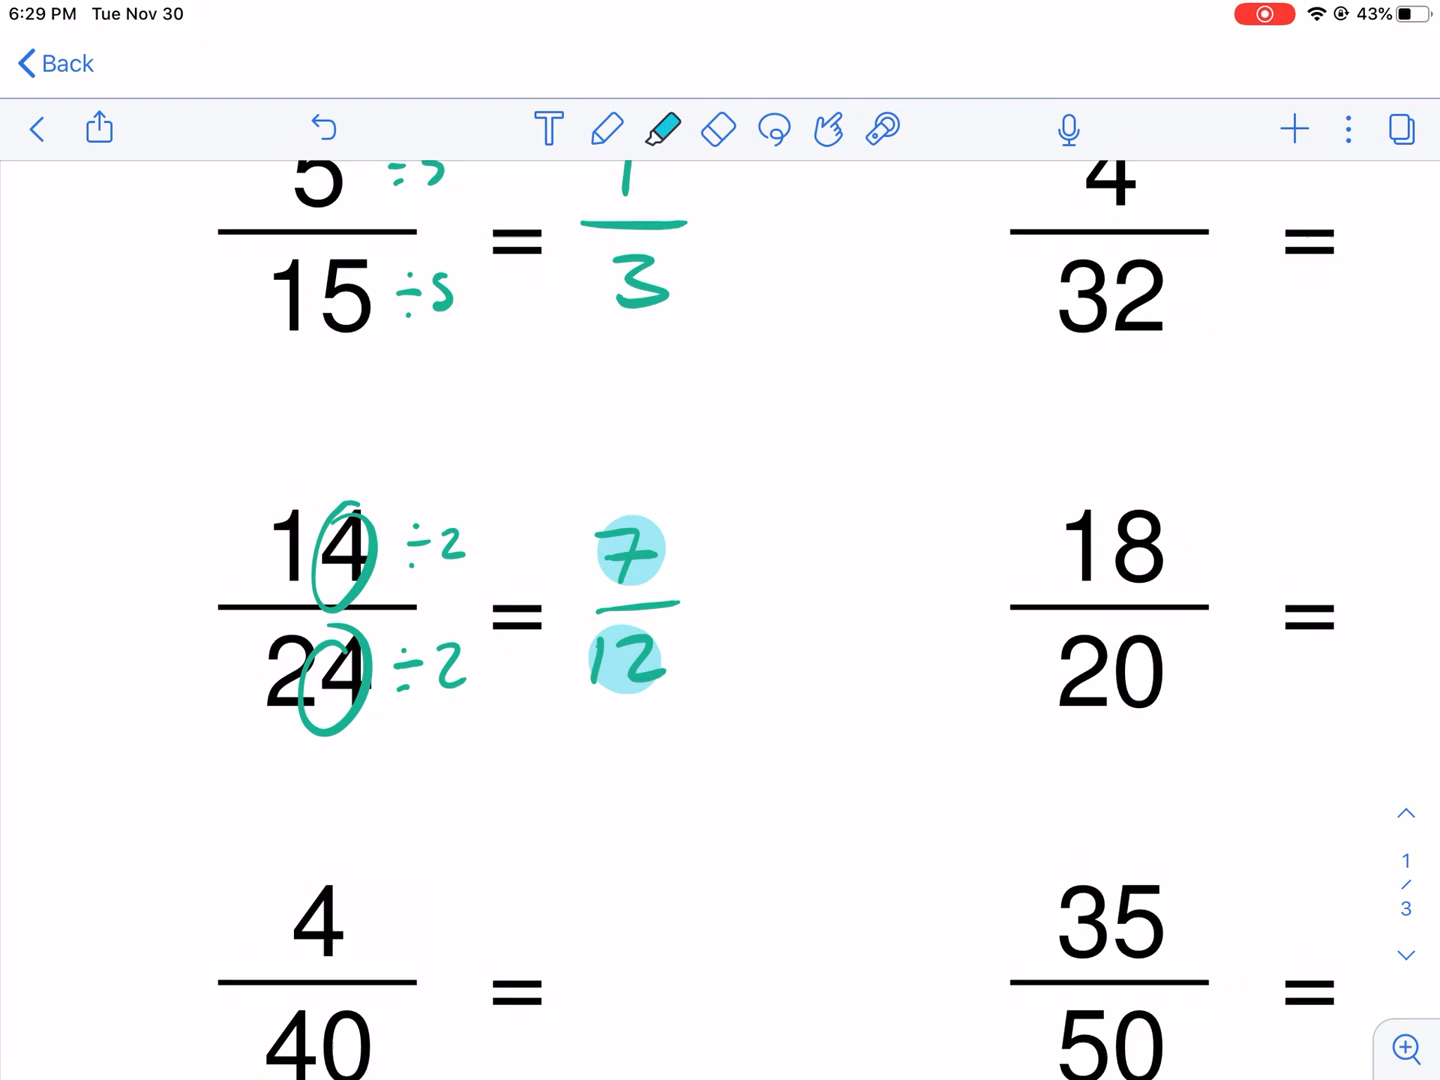 6:29 PM Tue Nov 30 43%
Back
T
5 ÷5 1 4
= =
15 ÷5 3 32
14 ÷2 7 18
= =
24 ÷2 12 20
1
/
3
4 35
= =
40 50